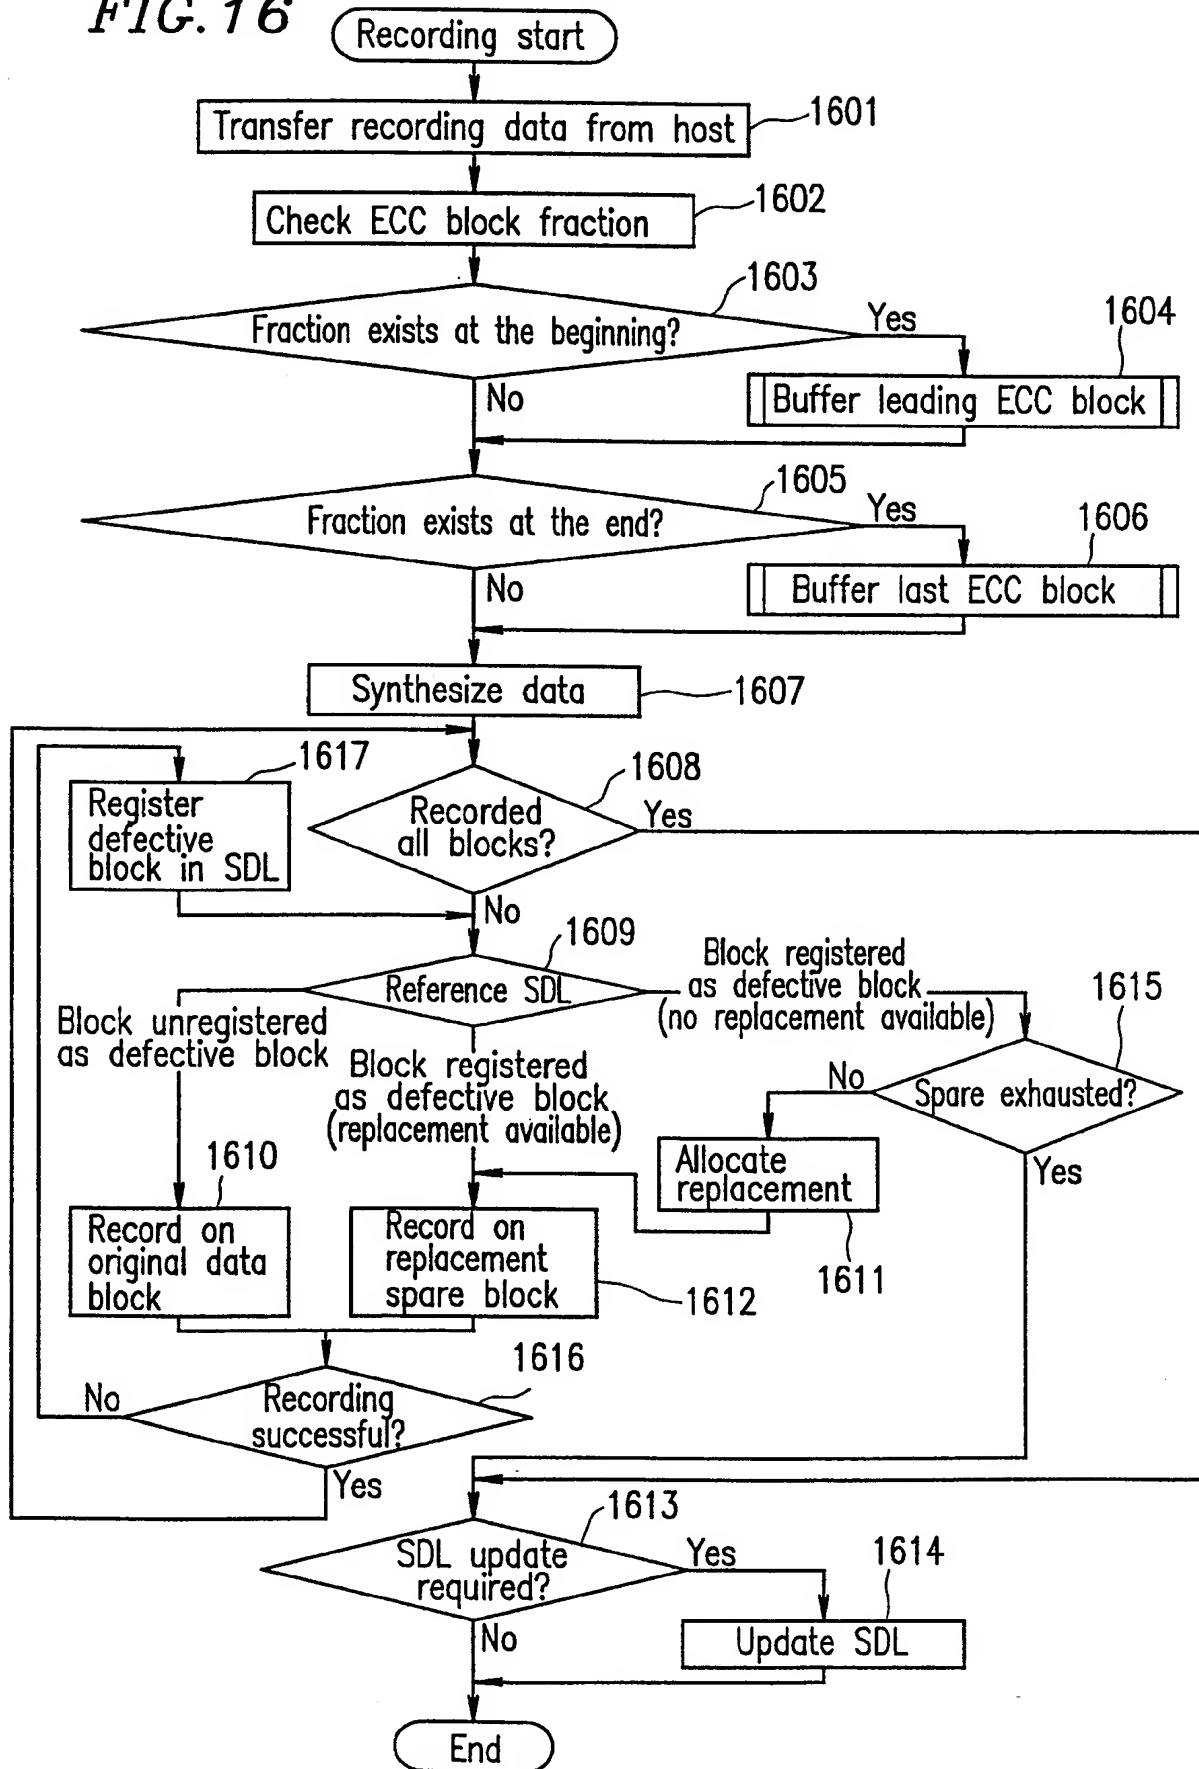 FIG. 16
Recording start
Transfer recording data from host
1601
Check ECC block fraction
1602
1603
Fraction exists at the beginning?
Yes
1604
Buffer leading ECC block
No
1605
Fraction exists at the end?
Yes
1606
Buffer last ECC block
No
Synthesize data
1607
1617
Register
defective
block in SDL
1608
Recorded
all blocks?
Yes
No
1609
Reference SDL
Block registered
as defective block
(no replacement available)
1615
Block unregistered
as defective block
Block registered
as defective block
(replacement available)
No
Spare exhausted?
Yes
Allocate
replacement
1611
1610
Record on
original data
block
Record on
replacement
spare block
1612
1616
Recording
successful?
No
Yes
1613
SDL update
required?
Yes
1614
Update SDL
No
End